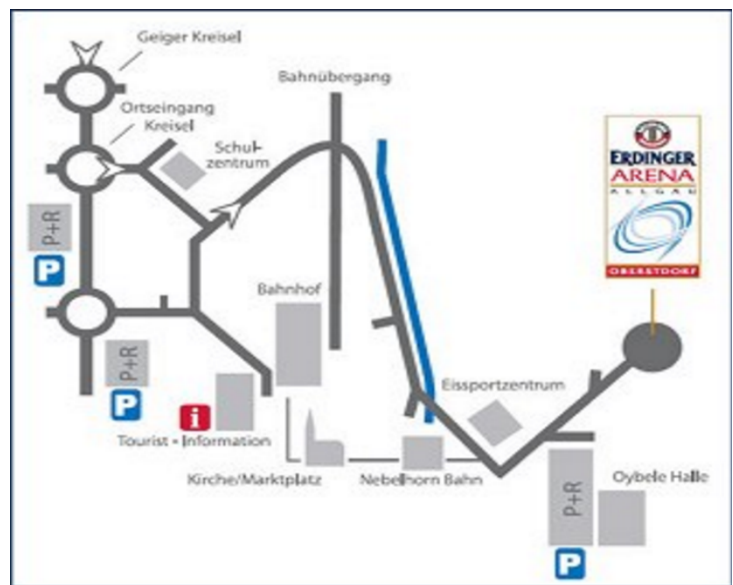 Geiger Kreisel
Bahnübergang
Ortseingang
Kreisel
Schul-
zentrum
ERDINGER
ARENA
ALLGÄU
OBERSTDORF
P+R
P
Bahnhof
P+R
P
Eissportzentrum
i
Tourist • Information
Kirche/Marktplatz
Nebelhorn Bahn
Oybele Halle
P+R
P